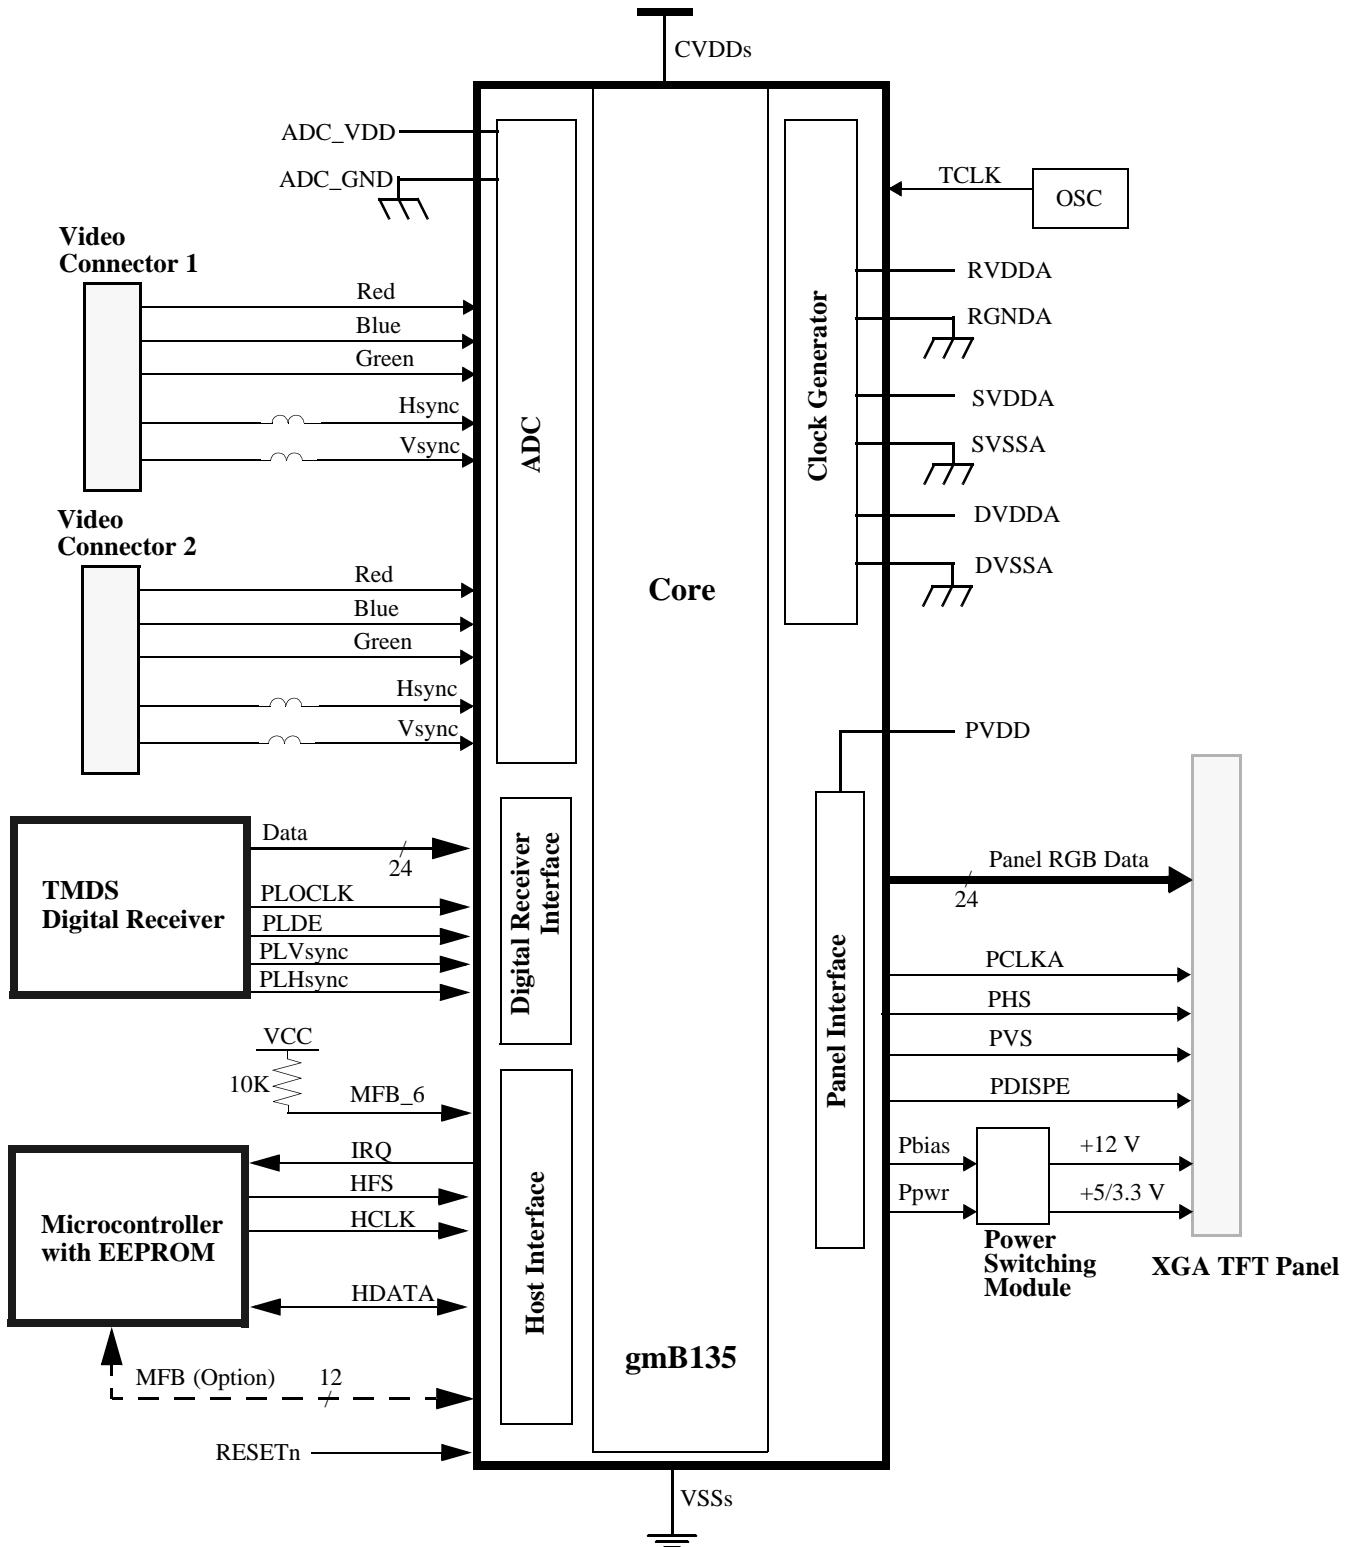 CVDDs
ADC_VDD
ADC_GND
Video
Connector 1
Red
Blue
Green
Hsync
Vsync
Video
Connector 2
Red
Blue
Green
Hsync
Vsync
TMDS
Digital Receiver
Data
24
PLOCLK
PLDE
PLVsync
PLHsync
VCC
10K
MFB_6
Microcontroller
with EEPROM
IRQ
HFS
HCLK
HDATA
MFB (Option)
12
RESETn
ADC
Digital Receiver
Interface
Host Interface
Core
gmB135
Clock Generator
Panel Interface
TCLK
OSC
RVDDA
RGNDA
SVDDA
SVSSA
DVDDA
DVSSA
PVDD
Panel RGB Data
24
PCLKA
PHS
PVS
PDISPE
Pbias
+12 V
Ppwr
+5/3.3 V
Power
Switching
Module
XGA TFT Panel
VSSs